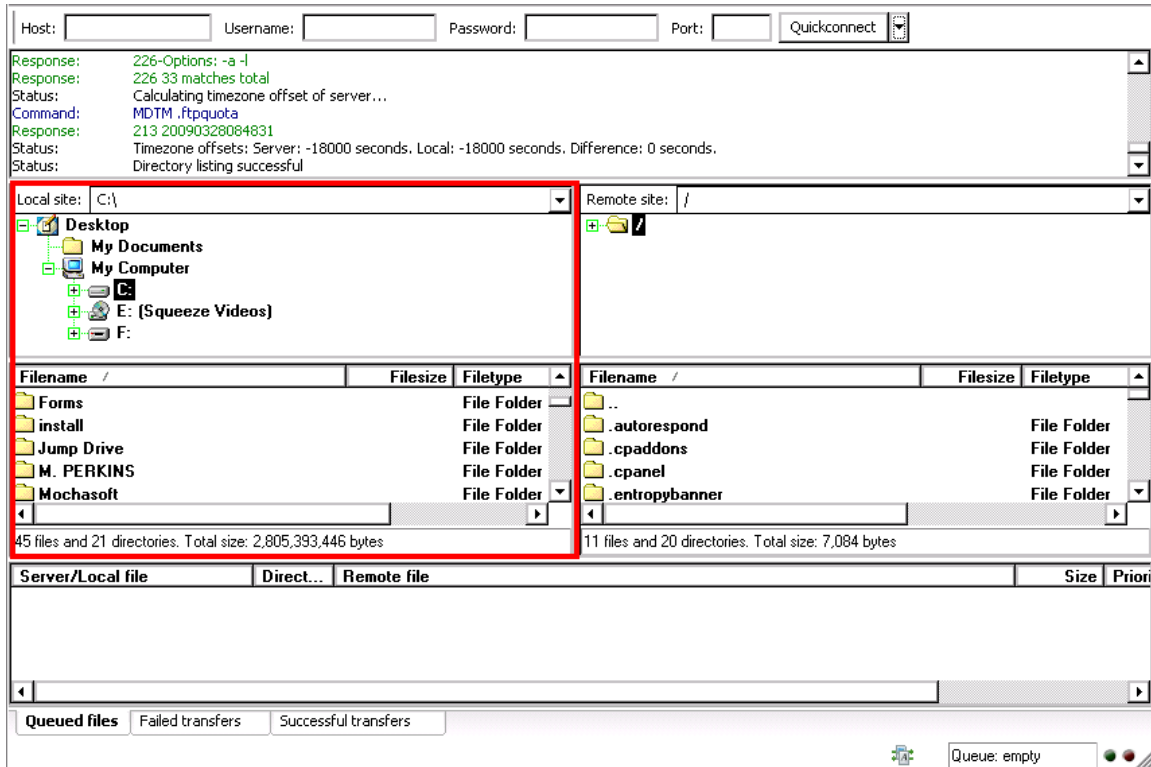 Host: Username: Password: Port: Quickconnect
Response: 226-Options: -a -l
Response: 226 33 matches total
Status: Calculating timezone offset of server...
Command: MDTM .ftpquota
Response: 213 20090328084831
Status: Timezone offsets: Server: -18000 seconds. Local: -18000 seconds. Difference: 0 seconds.
Status: Directory listing successful
Local site: C:\
Desktop
My Documents
My Computer
C:
E: (Squeeze Videos)
F:
Filename / Filesize Filetype
Forms File Folder
install File Folder
Jump Drive File Folder
M. PERKINS File Folder
Mochasoft File Folder
45 files and 21 directories. Total size: 2,805,393,446 bytes
Remote site: /
/
Filename / Filesize Filetype
..
.autorespond File Folder
.cpaddons File Folder
.cpanel File Folder
.entropybanner File Folder
11 files and 20 directories. Total size: 7,084 bytes
Server/Local file Direct... Remote file Size Priori
Queued files Failed transfers Successful transfers
Queue: empty